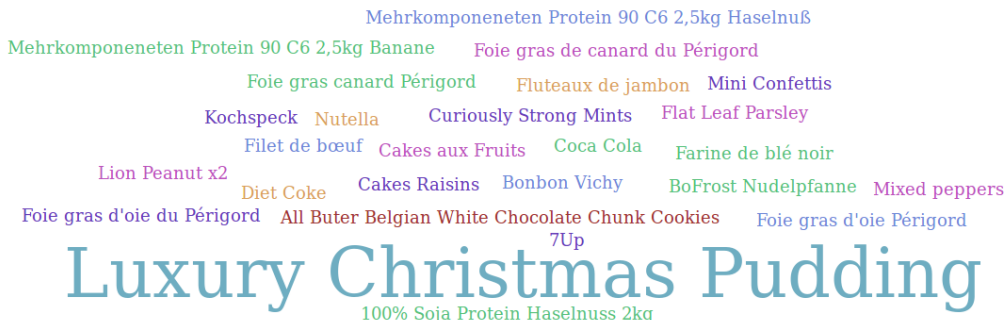 Mehrkomponeneten Protein 90 C6 2,5kg Haselnuß
Mehrkomponeneten Protein 90 C6 2,5kg Banane
Foie gras de canard du Périgord
Foie gras canard Périgord
Fluteaux de jambon
Mini Confettis
Kochspeck
Nutella
Curiously Strong Mints
Flat Leaf Parsley
Filet de bœuf
Cakes aux Fruits
Coca Cola
Farine de blé noir
Lion Peanut x2
Diet Coke
Cakes Raisins
Bonbon Vichy
BoFrost Nudelpfanne
Mixed peppers
Foie gras d'oie du Périgord
All Buter Belgian White Chocolate Chunk Cookies
Foie gras d'oie Périgord
7Up
Luxury Christmas Pudding
100% Soja Protein Haselnuss 2kg